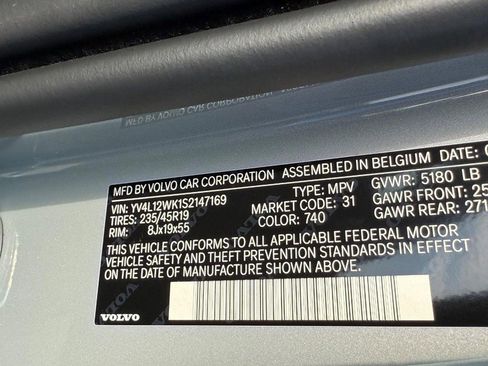 MFD BY VOLVO CAR CORPORATION ASSEMBLED IN BELGIUM DATE:
VIN: YV4L12WK1S2147169 TYPE: MPV GVWR: 5180 LB
TIRES: 235/45R19 MARKET CODE: 31 GAWR FRONT: 25
RIM: 8Jx19x55 COLOR: 740 GAWR REAR: 271
THIS VEHICLE CONFORMS TO ALL APPLICABLE FEDERAL MOTOR
VEHICLE SAFETY AND THEFT PREVENTION STANDARDS IN EFFECT
ON THE DATE OF MANUFACTURE SHOWN ABOVE.
VOLVO